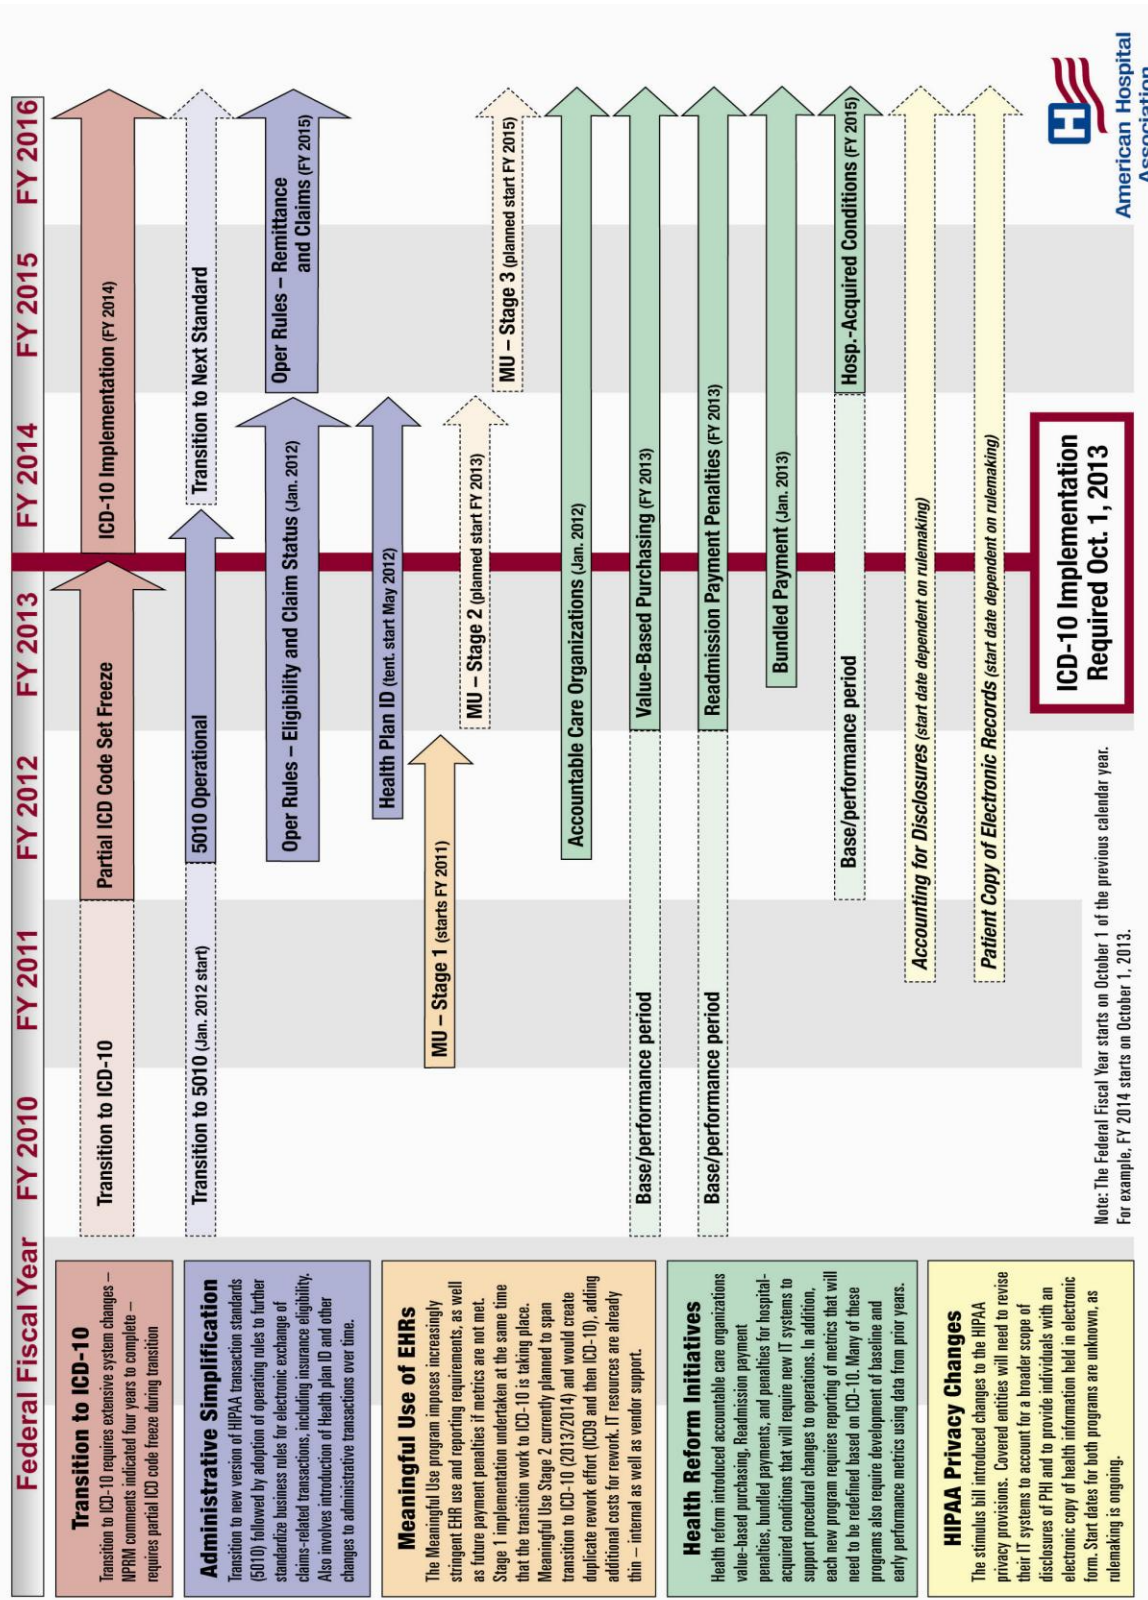 Federal Fiscal Year
FY 2010
FY 2011
FY 2012
FY 2013
FY 2014
FY 2015
FY 2016
Transition to ICD-10
Transition to ICD-10 requires extensive system changes –
NPRM comments indicated four years to complete –
requires partial ICD code freeze during transition
Transition to ICD-10
Partial ICD Code Set Freeze
ICD-10 Implementation (FY 2014)
Administrative Simplification
Transition to new version of HIPAA transaction standards
(5010) followed by adoption of operating rules to further
standardize business rules for electronic exchange of
claims-related transactions, including insurance eligibility.
Also involves introduction of Health plan ID and other
changes to administrative transactions over time.
Transition to 5010 (Jan. 2012 start)
5010 Operational
Transition to Next Standard
Oper Rules – Eligibility and Claim Status (Jan. 2012)
Oper Rules – Remittance
and Claims (FY 2015)
Health Plan ID (tent. start May 2012)
Meaningful Use of EHRs
The Meaningful Use program imposes increasingly
stringent EHR use and reporting requirements, as well
as future payment penalties if metrics are not met.
Stage 1 implementation undertaken at the same time
that the transition work to ICD-10 is taking place.
Meaningful Use Stage 2 currently planned to span
transition to ICD-10 (2013/2014) and would create
duplicate rework effort (ICD9 and then ICD-10), adding
additional costs for rework. IT resources are already
thin – internal as well as vendor support.
MU – Stage 1 (starts FY 2011)
MU – Stage 2 (planned start FY 2013)
MU – Stage 3 (planned start FY 2015)
Health Reform Initiatives
Health reform introduced accountable care organizations
value-based purchasing, Readmission payment
penalties, bundled payments, and penalties for hospital-
acquired conditions that will require new IT systems to
support procedural changes to operations. In addition,
each new program requires reporting of metrics that will
need to be redefined based on ICD-10. Many of these
programs also require development of baseline and
early performance metrics using data from prior years.
Accountable Care Organizations (Jan. 2012)
Base/performance period
Value-Based Purchasing (FY 2013)
Base/performance period
Readmission Payment Penalties (FY 2013)
Bundled Payment (Jan. 2013)
Base/performance period
Hosp.-Acquired Conditions (FY 2015)
HIPAA Privacy Changes
The stimulus bill introduced changes to the HIPAA
privacy provisions. Covered entities will need to revise
their IT systems to account for a broader scope of
disclosures of PHI and to provide individuals with an
electronic copy of health information held in electronic
form. Start dates for both programs are unknown, as
rulemaking is ongoing.
Accounting for Disclosures (start date dependent on rulemaking)
Patient Copy of Electronic Records (start date dependent on rulemaking)
ICD-10 Implementation
Required Oct. 1, 2013
Note: The Federal Fiscal Year starts on October 1 of the previous calendar year.
For example, FY 2014 starts on October 1, 2013.
H
American Hospital
Association